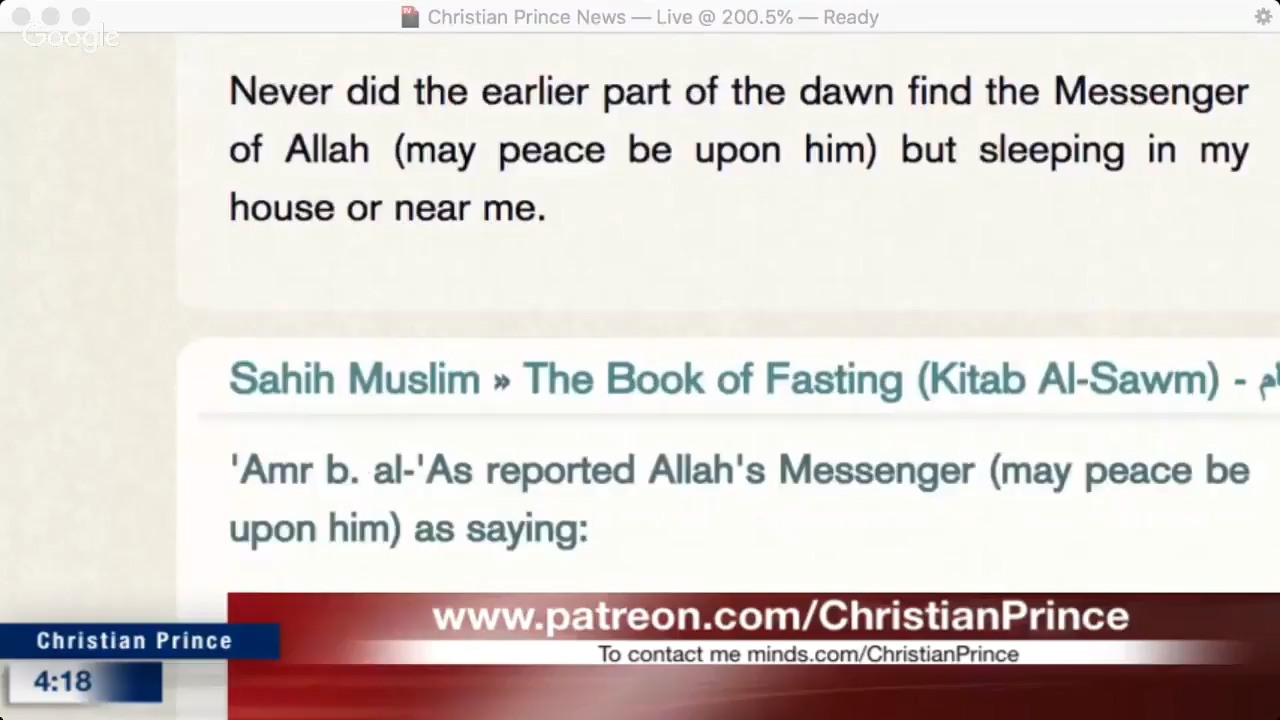 Christian Prince News — Live @ 200.5% — Ready
Google
Never did the earlier part of the dawn find the Messenger
of Allah (may peace be upon him) but sleeping in my
house or near me.
Sahih Muslim » The Book of Fasting (Kitab Al-Sawm) -
'Amr b. al-'As reported Allah's Messenger (may peace be
upon him) as saying:
www.patreon.com/ChristianPrince
To contact me minds.com/ChristianPrince
Christian Prince
4:18